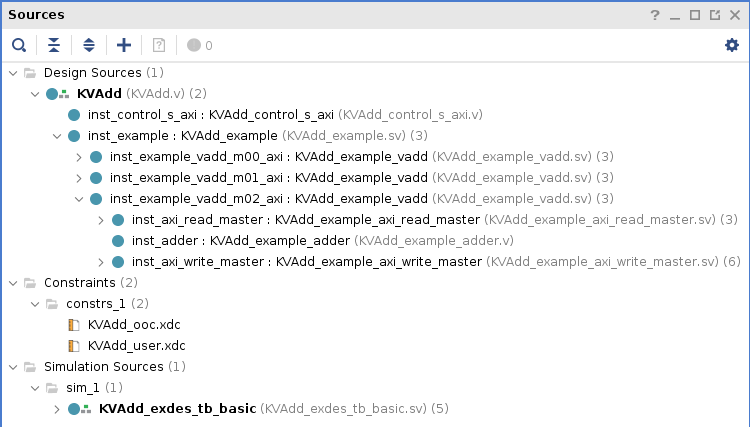 Sources
0
Design Sources (1)
KVAdd (KVAdd.v) (2)
inst_control_s_axi : KVAdd_control_s_axi (KVAdd_control_s_axi.v)
inst_example : KVAdd_example (KVAdd_example.sv) (3)
inst_example_vadd_m00_axi : KVAdd_example_vadd (KVAdd_example_vadd.sv) (3)
inst_example_vadd_m01_axi : KVAdd_example_vadd (KVAdd_example_vadd.sv) (3)
inst_example_vadd_m02_axi : KVAdd_example_vadd (KVAdd_example_vadd.sv) (3)
inst_axi_read_master : KVAdd_example_axi_read_master (KVAdd_example_axi_read_master.sv) (3)
inst_adder : KVAdd_example_adder (KVAdd_example_adder.v)
inst_axi_write_master : KVAdd_example_axi_write_master (KVAdd_example_axi_write_master.sv) (6)
Constraints (2)
constrs_1 (2)
KVAdd_ooc.xdc
KVAdd_user.xdc
Simulation Sources (1)
sim_1 (1)
KVAdd_exdes_tb_basic (KVAdd_exdes_tb_basic.sv) (5)